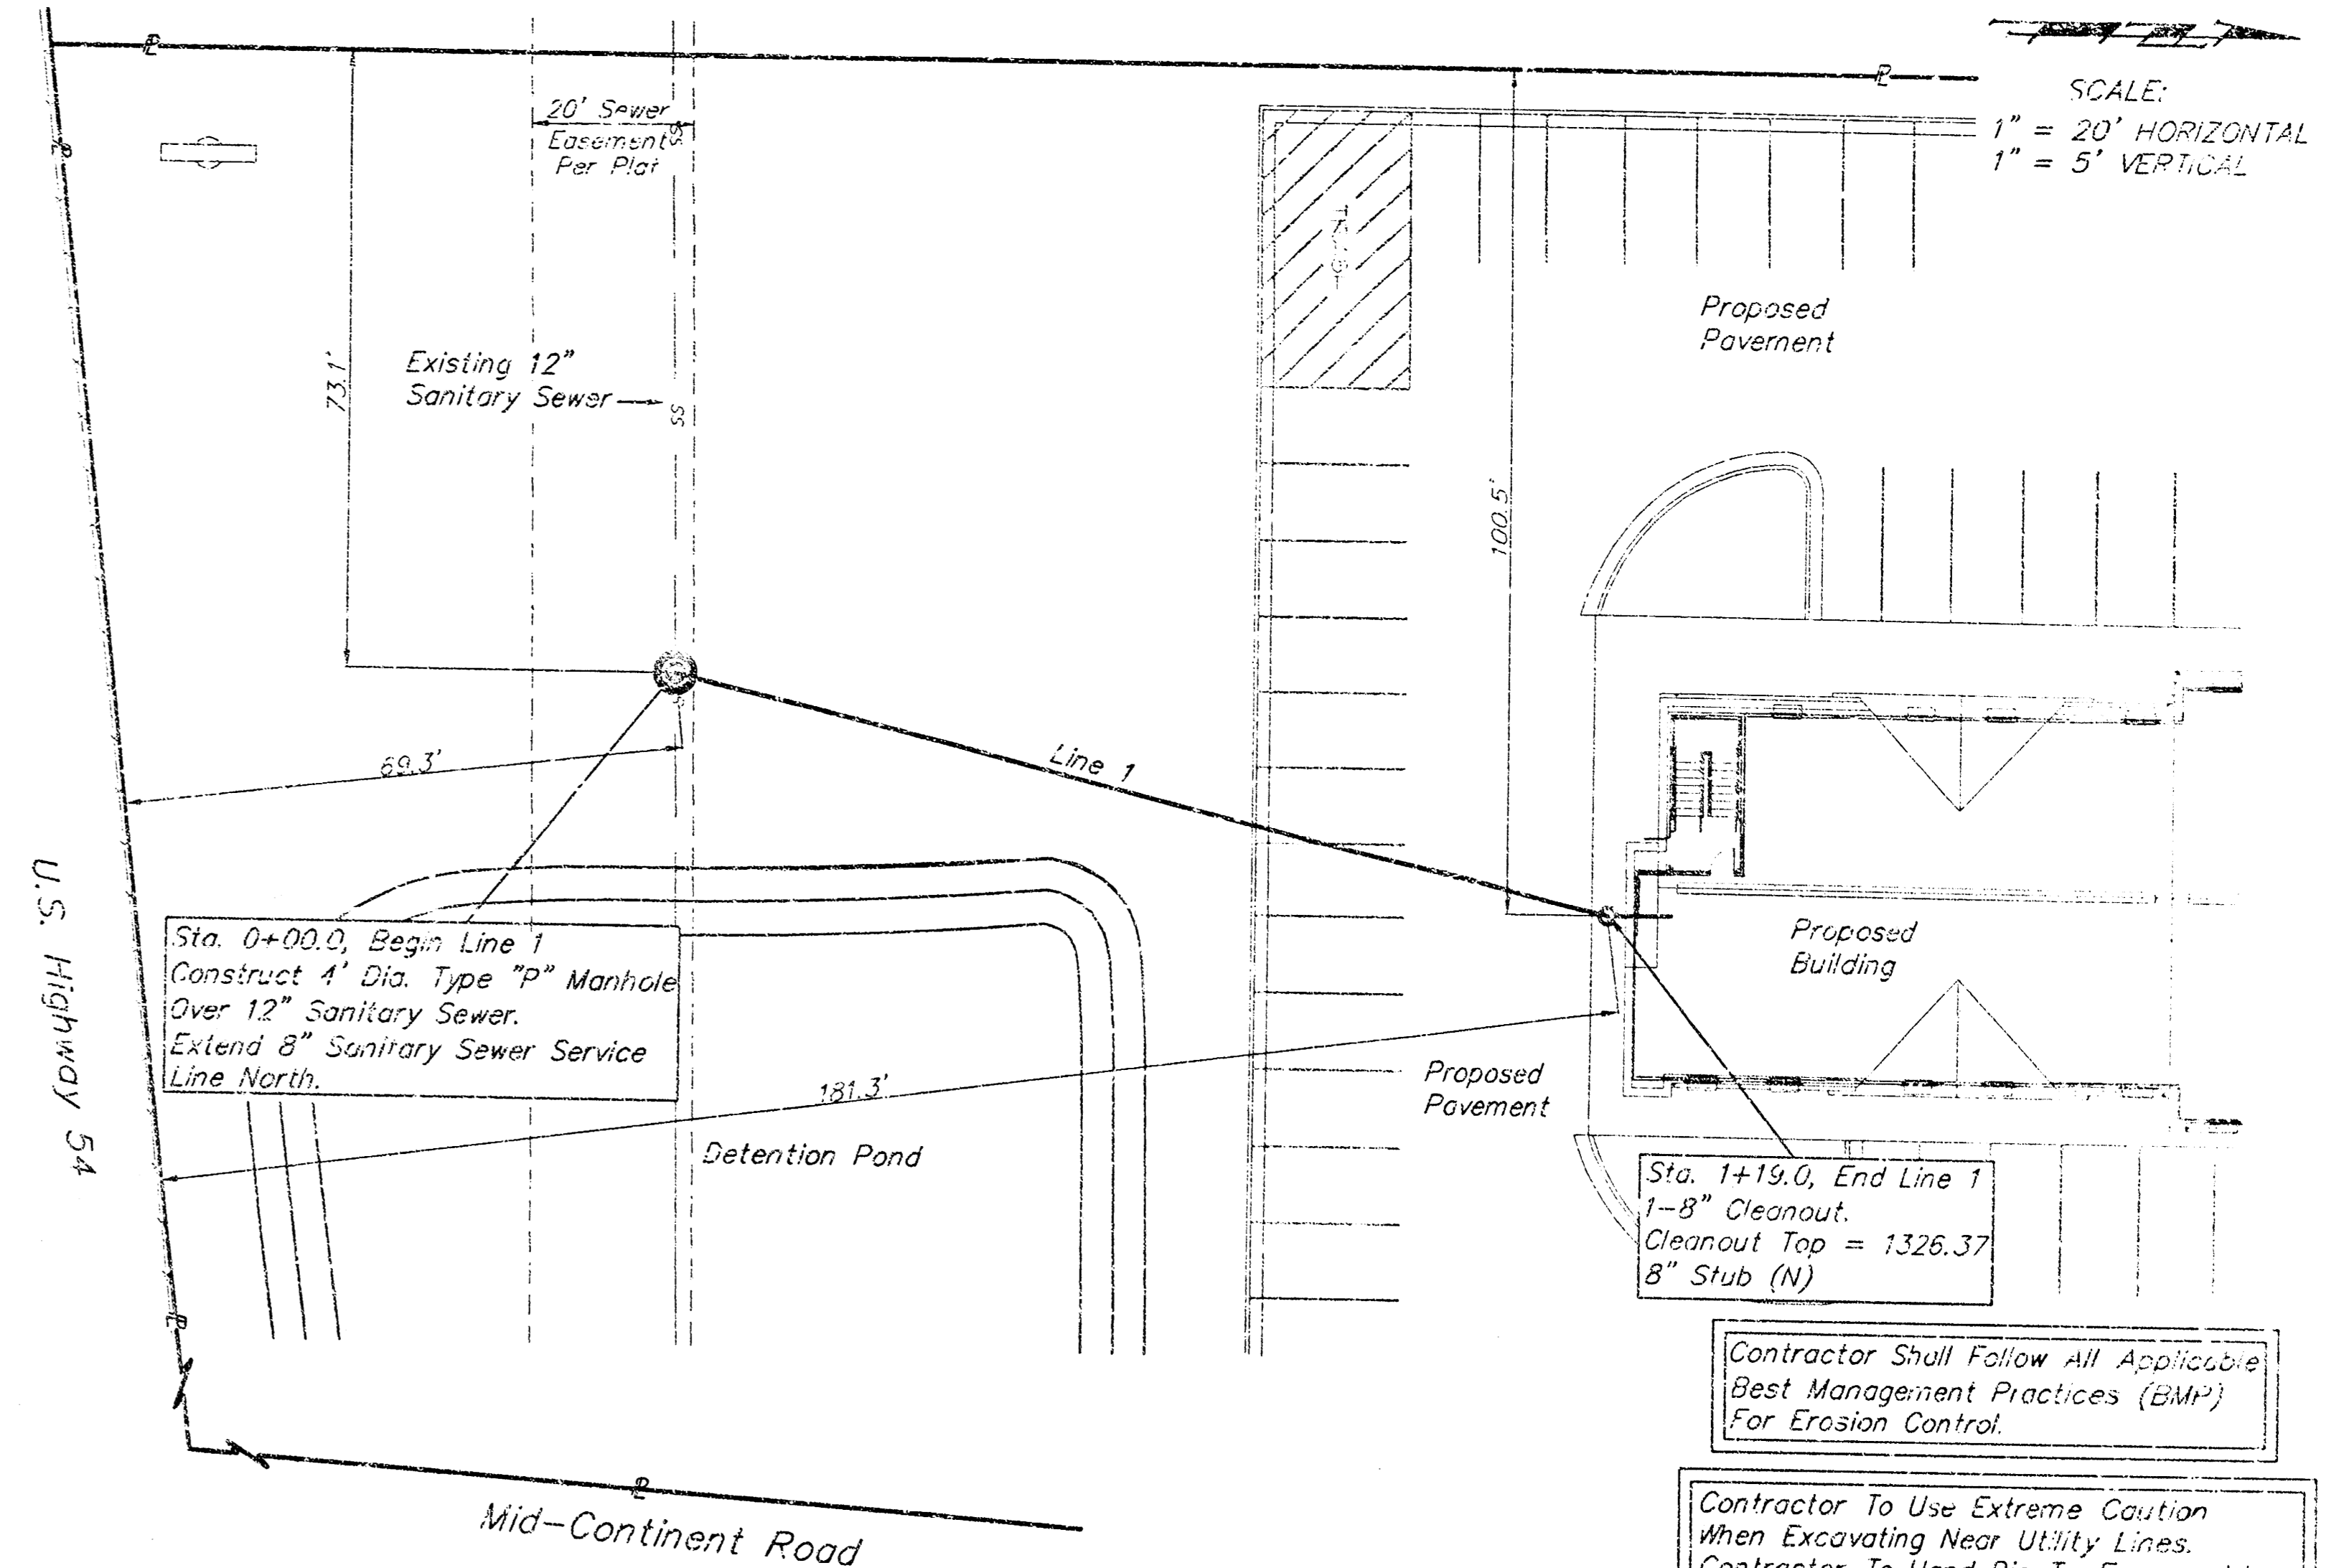 SCALE:
1" = 20' HORIZONTAL
1" = 5' VERTICAL
20' Sewer
Easement
Per Plat
SS
Existing 12"
Sanitary Sewer
SS
73.1'
100.5'
Proposed
Pavement
69.3'
Line 1
U.S. Highway 54
Sta. 0+00.0, Begin Line 1
Construct 4' Dia. Type "P" Manhole
Over 12" Sanitary Sewer.
Extend 8" Sanitary Sewer Service
Line North.
Proposed
Building
181.3'
Proposed
Pavement
Detention Pond
Sta. 1+19.0, End Line 1
1-8" Cleanout.
Cleanout Top = 1326.37
8" Stub (N)
Contractor Shall Follow All Applicable
Best Management Practices (BMP)
For Erosion Control.
Contractor To Use Extreme Caution
When Excavating Near Utility Lines.
Mid-Continent Road